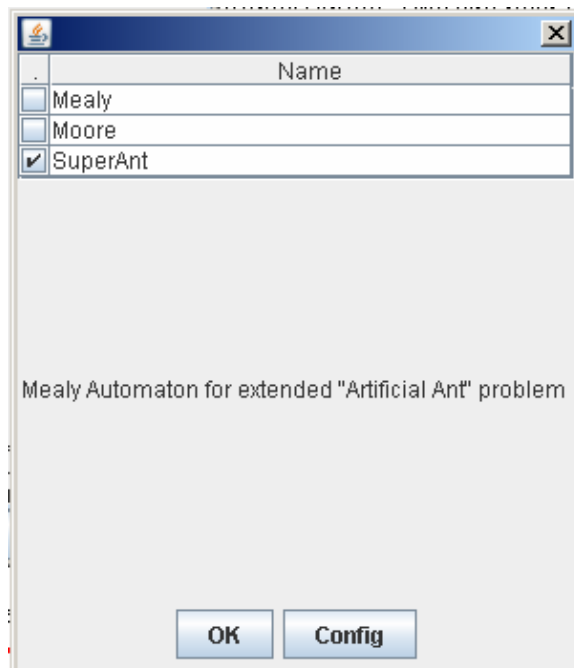 . Name
Mealy
Moore
SuperAnt
Mealy Automaton for extended "Artificial Ant" problem
OK Config